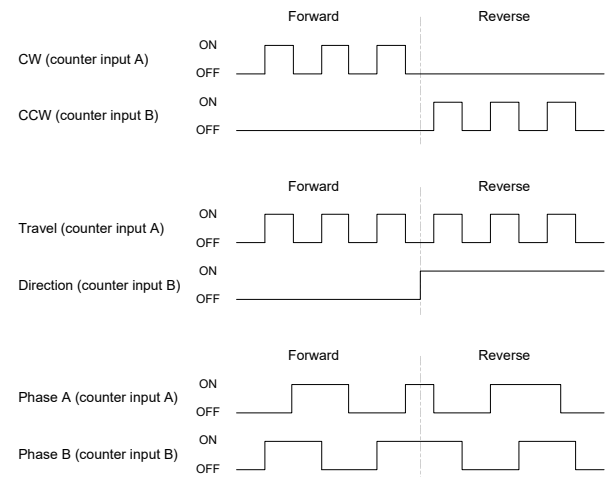 Forward Reverse
ON
CW (counter input A)
OFF
ON
CCW (counter input B)
OFF
Forward Reverse
ON
Travel (counter input A)
OFF
ON
Direction (counter input B)
OFF
Forward Reverse
ON
Phase A (counter input A)
OFF
ON
Phase B (counter input B)
OFF